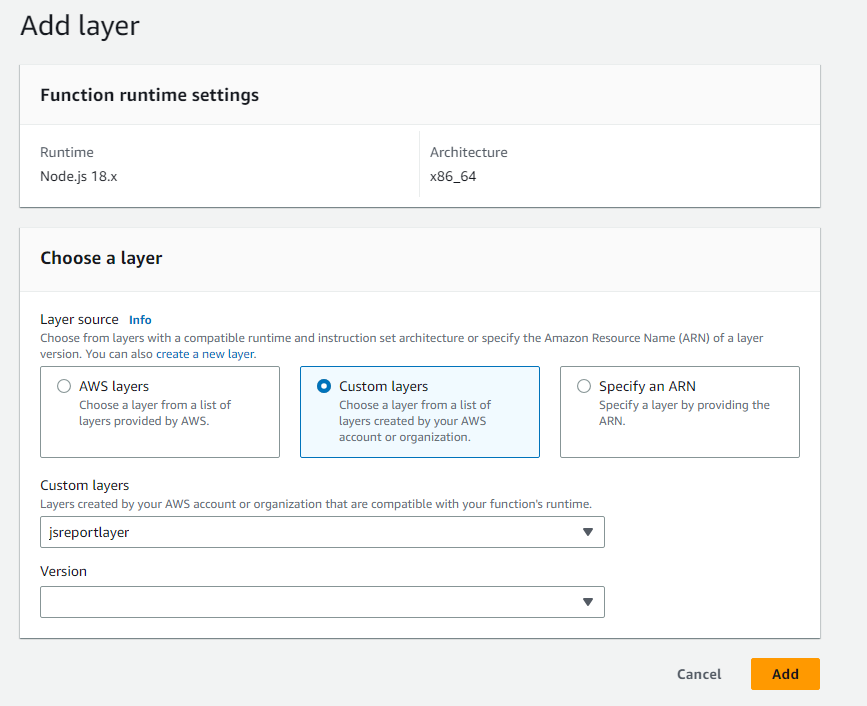 Add layer
Function runtime settings
Runtime
Node.js 18.x
Architecture
x86_64
Choose a layer
Layer source Info
Choose from layers with a compatible runtime and instruction set architecture or specify the Amazon Resource Name (ARN) of a layer
version. You can also create a new layer.
AWS layers
Choose a layer from a list of
layers provided by AWS.
Custom layers
Choose a layer from a list of
layers created by your AWS
account or organization.
Specify an ARN
Specify a layer by providing the
ARN.
Custom layers
Layers created by your AWS account or organization that are compatible with your function's runtime.
jsreportlayer
Version
Cancel
Add